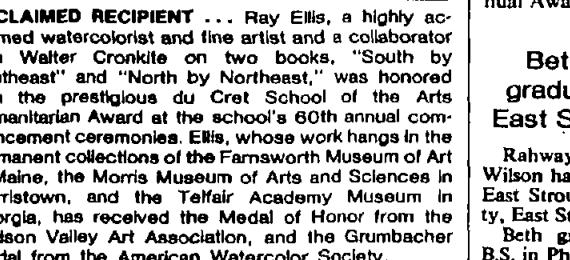 CLAIMED RECIPIENT ... Ray Ellis, a highly ac-
med watercolorist and fine artist and a collaborator
Walter Cronkite on two books, "South by
theast" and "North by Northeast," was honored
the prestigious du Cret School of the Arts
manitarian Award at the school's 60th annual com-
ncement ceremonies. Ellis, whose work hangs in the
manent collections of the Farnsworth Museum of Art
Maine, the Morris Museum of Arts and Sciences in
rristown, and the Telfair Academy Museum in
orgia, has received the Medal of Honor from the
dson Valley Art Association, and the Grumbacher
dal from the American Watercolor Society.
nual Awa
Bet
gradu
East S
Rahway
Wilson ha
East Strou
ty, East St
Beth g
B.S. in Ph